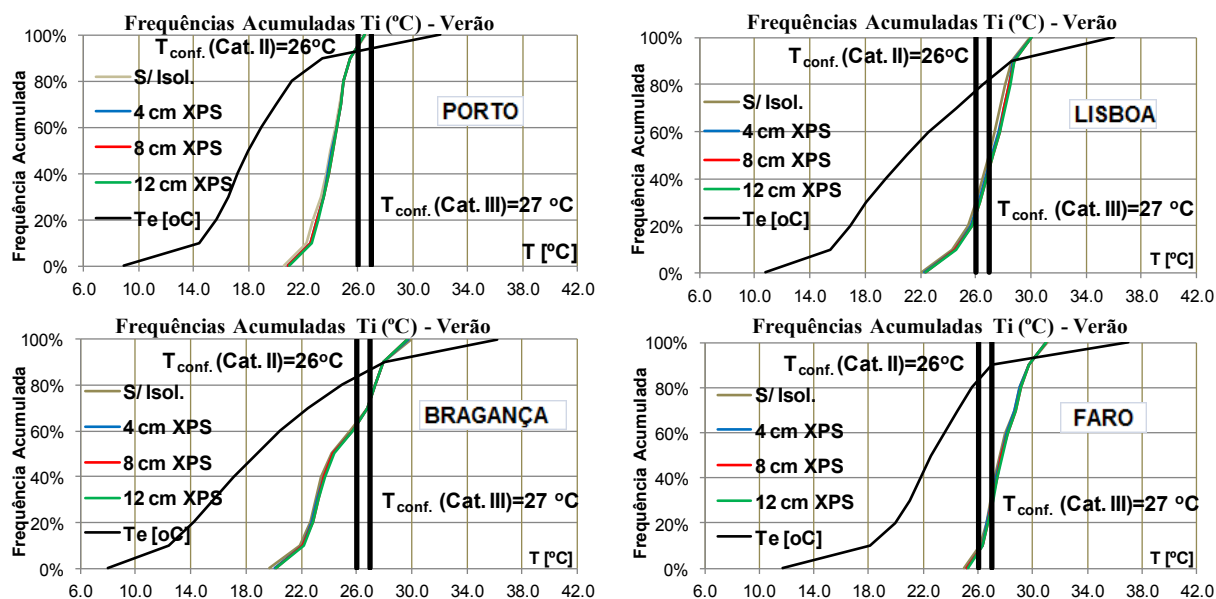 Frequências Acumuladas Ti (ºC) - Verão
Frequência Acumulada
100%
80%
60%
40%
20%
0%
T conf. (Cat. II)=26ºC
S/ Isol.
4 cm XPS
8 cm XPS
12 cm XPS
Te [oC]
PORTO
T conf. (Cat. III)=27 ºC
T [ºC]
6.0 10.0 14.0 18.0 22.0 26.0 30.0 34.0 38.0 42.0
Frequências Acumuladas Ti (ºC) - Verão
Frequência Acumulada
100%
80%
60%
40%
20%
0%
T conf. (Cat. II)=26ºC
S/ Isol.
4 cm XPS
8 cm XPS
12 cm XPS
Te [oC]
LISBOA
T conf. (Cat. III)=27 ºC
T [ºC]
6.0 10.0 14.0 18.0 22.0 26.0 30.0 34.0 38.0 42.0
Frequências Acumuladas Ti (ºC) - Verão
Frequência Acumulada
100%
80%
60%
40%
20%
0%
T conf. (Cat. II)=26ºC
S/ Isol.
4 cm XPS
8 cm XPS
12 cm XPS
Te [oC]
BRAGANÇA
T conf. (Cat. III)=27 ºC
T [ºC]
6.0 10.0 14.0 18.0 22.0 26.0 30.0 34.0 38.0 42.0
Frequências Acumuladas Ti (ºC) - Verão
Frequência Acumulada
100%
80%
60%
40%
20%
0%
T conf. (Cat. II)=26ºC
S/ Isol.
4 cm XPS
8 cm XPS
12 cm XPS
Te [oC]
FARO
T conf. (Cat. III)=27 ºC
T [ºC]
6.0 10.0 14.0 18.0 22.0 26.0 30.0 34.0 38.0 42.0